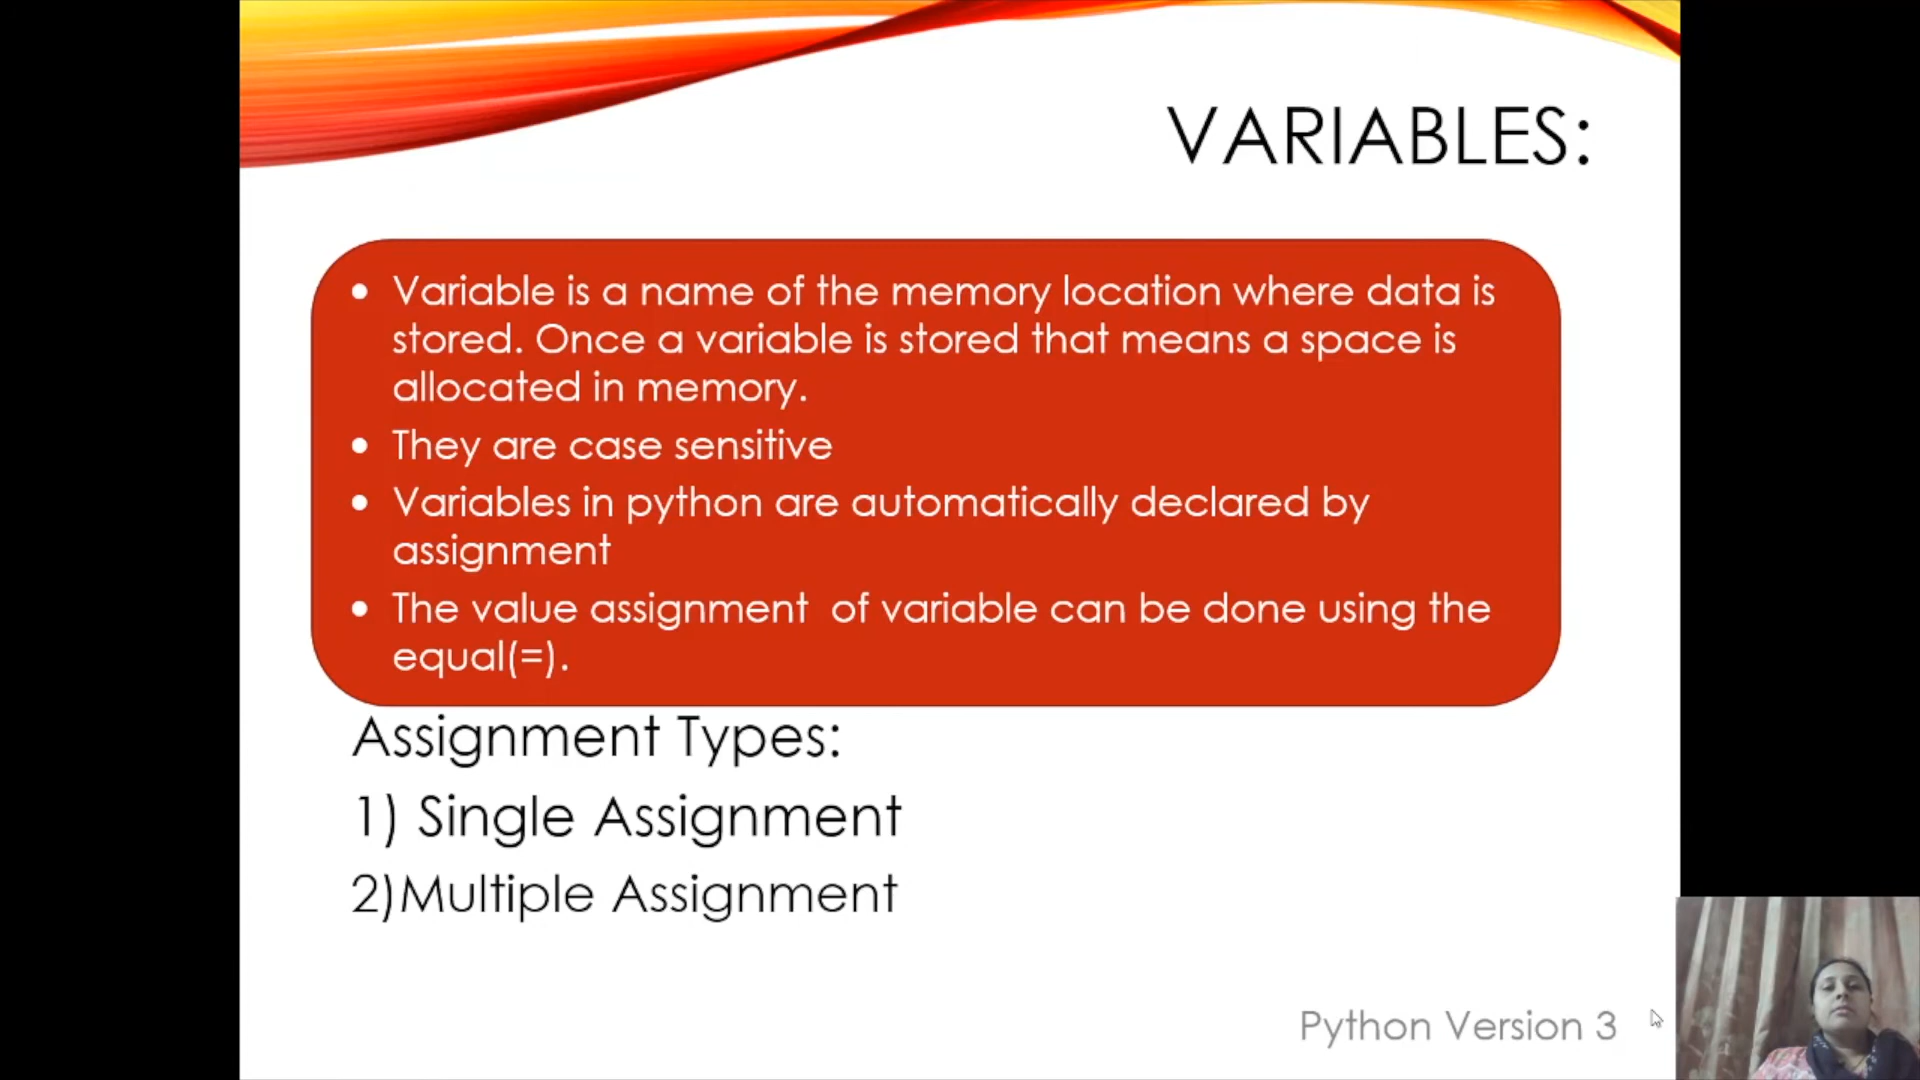 VARIABLES:
• Variable is a name of the memory location where data is
stored. Once a variable is stored that means a space is
allocated in memory.
• They are case sensitive
• Variables in python are automatically declared by
assignment
• The value assignment  of variable can be done using the
equal(=).
Assignment Types:
1) Single Assignment
2)Multiple Assignment
Python Version 3